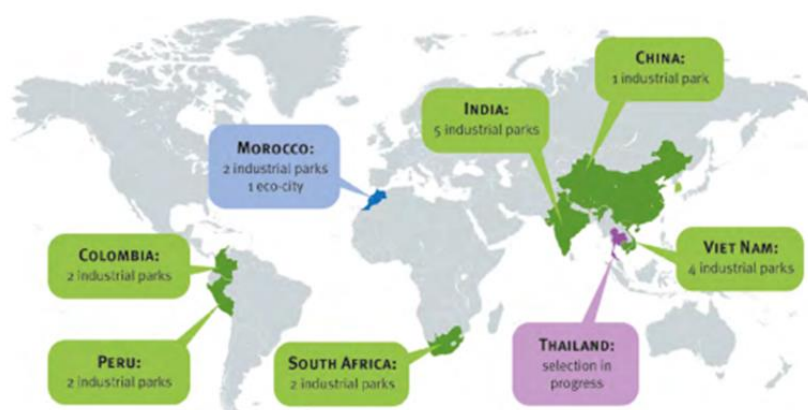 CHINA:
1 industrial park
INDIA:
5 industrial parks
MOROCCO:
2 industrial parks
1 eco-city
COLOMBIA:
2 industrial parks
VIET NAM:
4 industrial parks
PERU:
2 industrial parks
SOUTH AFRICA:
2 industrial parks
THAILAND:
selection in
progress